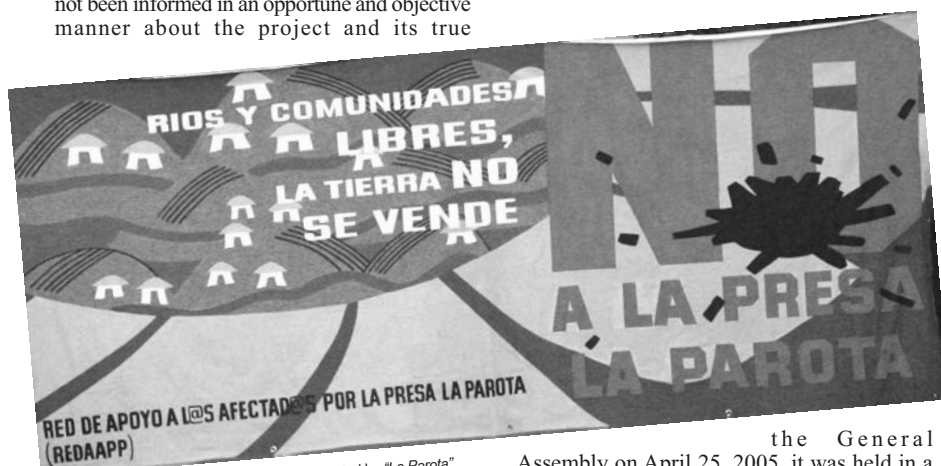 not been informed in an opportune and objective
manner about the project and its true
RIOS Y COMUNIDADES
LIBRES,
LA TIERRA NO
SE VENDE
NO
A LA PRESA
LA PAROTA
RED DE APOYO A L@S AFECTAD@S POR LA PRESA LA PAROTA
(REDAAPP)
"La Parota"
the General
Assembly on April 25, 2005, it was held in a